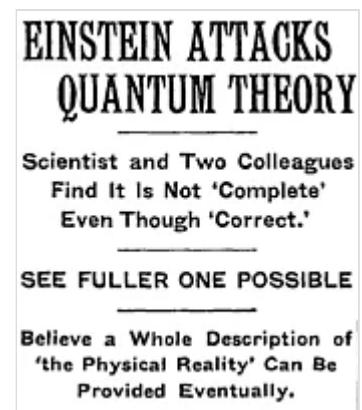 EINSTEIN ATTACKS
QUANTUM THEORY
Scientist and Two Colleagues
Find It Is Not ‘Complete’
Even Though ‘Correct.’
SEE FULLER ONE POSSIBLE
Believe a Whole Description of
‘the Physical Reality’ Can Be
Provided Eventually.